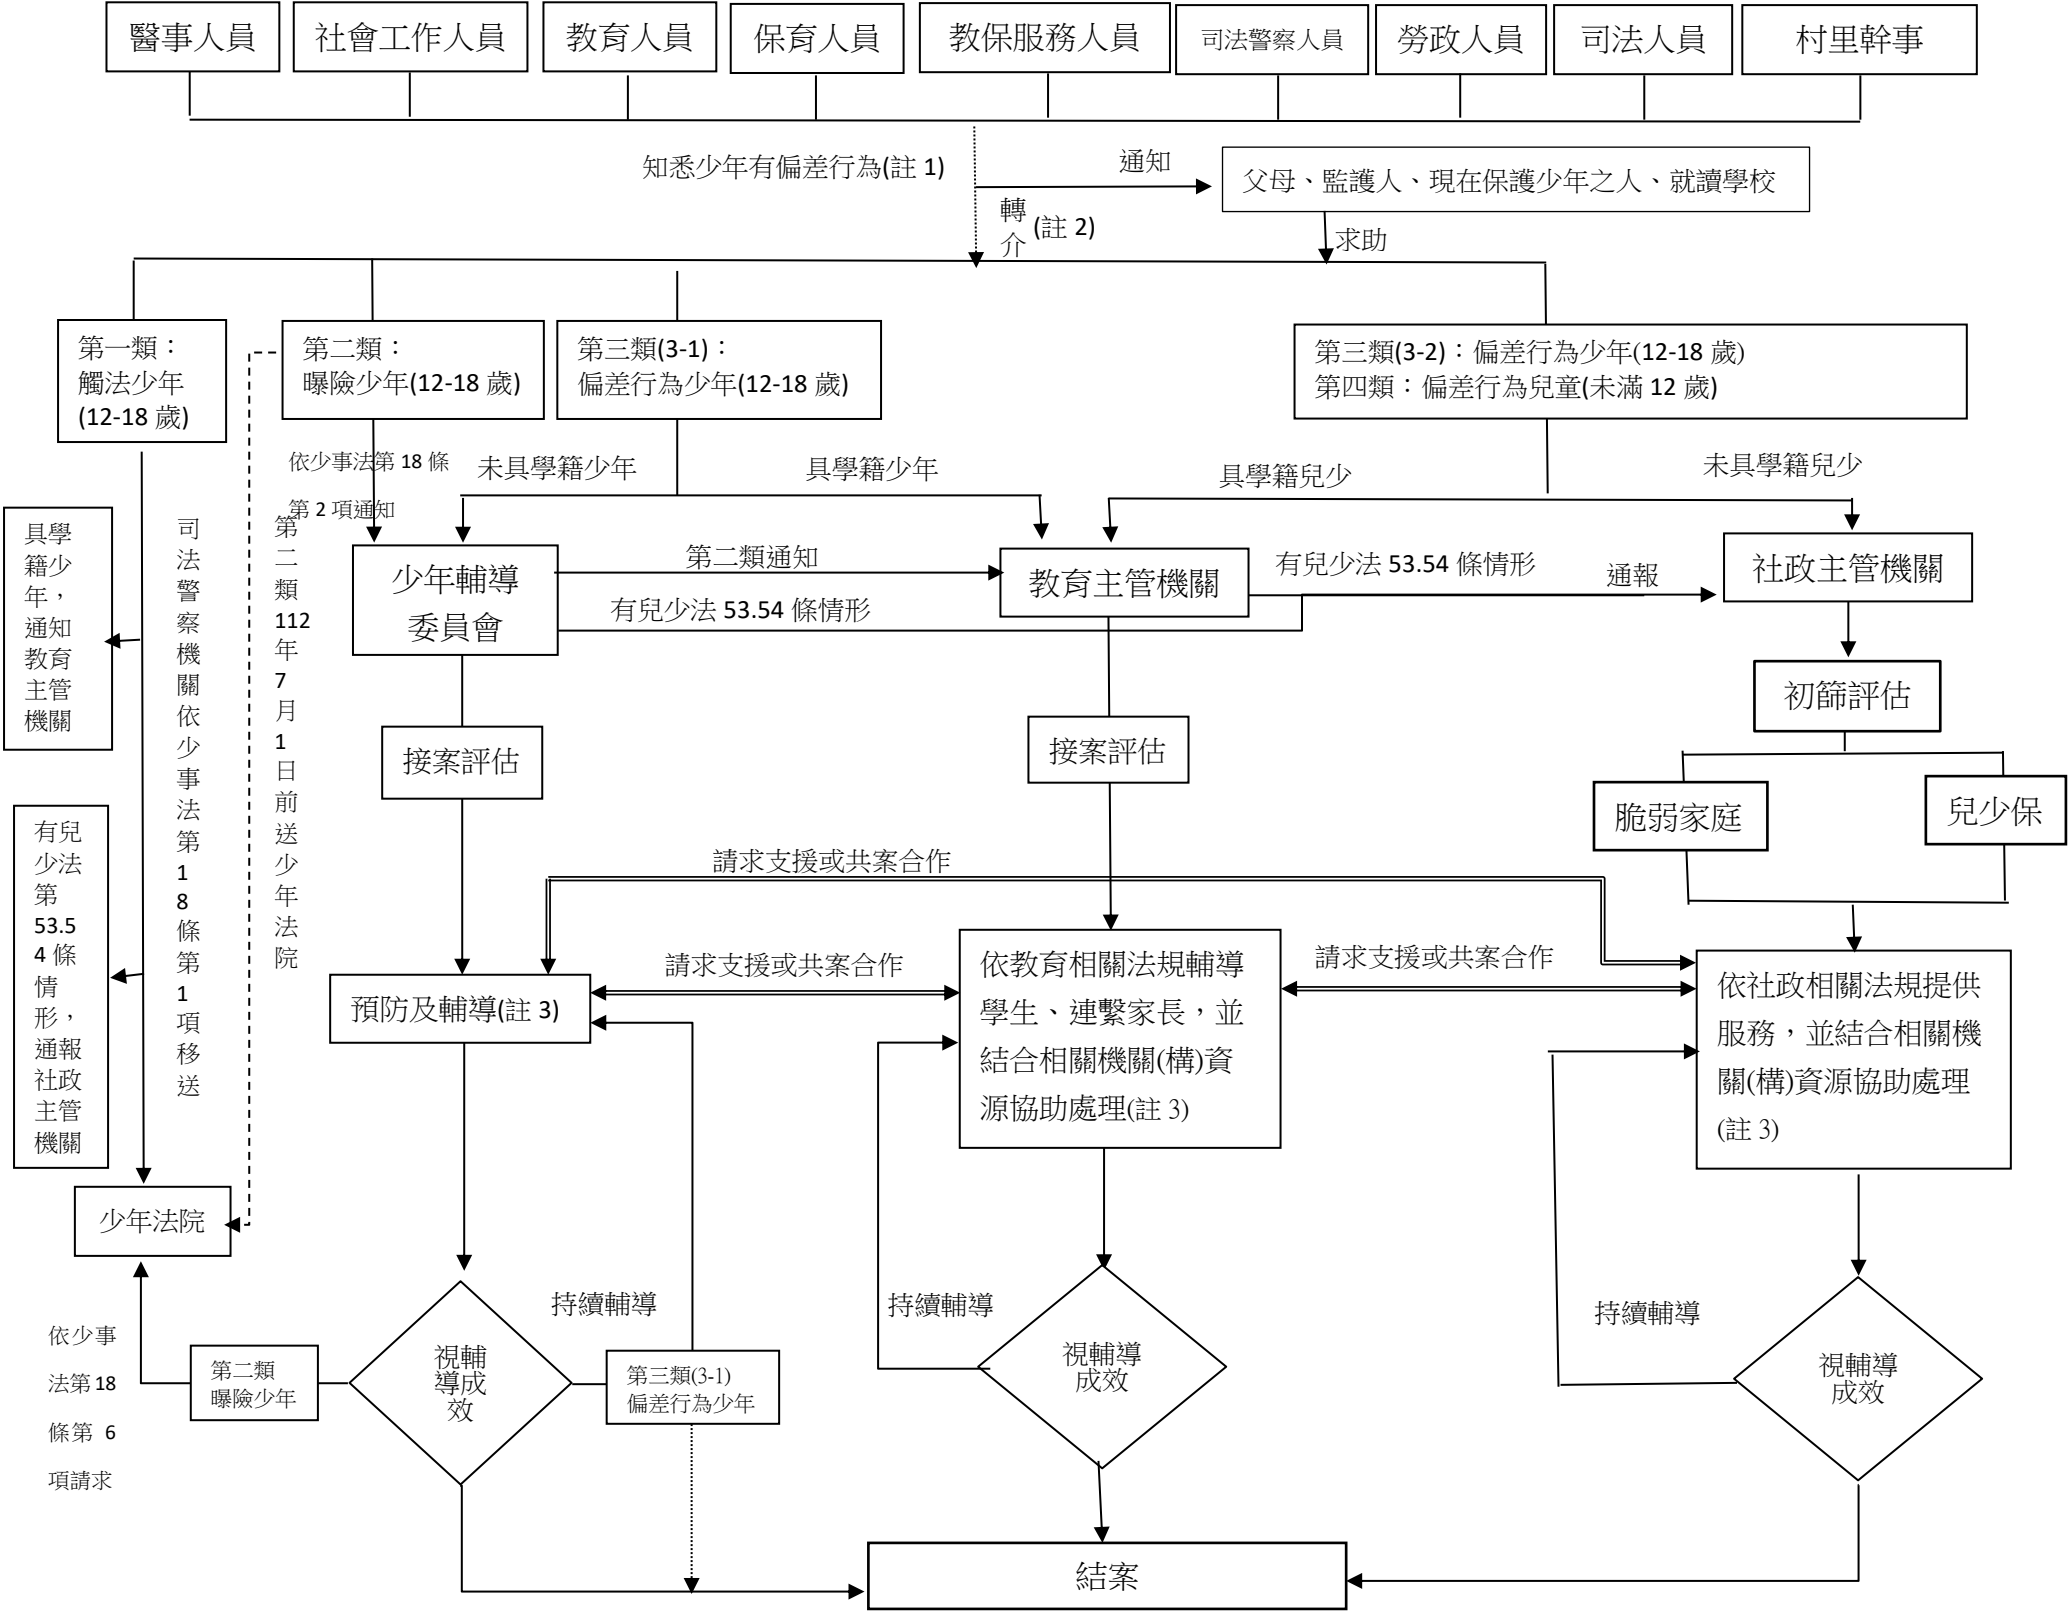 醫事人員
社會工作人員
教育人員
保育人員
教保服務人員
司法警察人員
勞政人員
司法人員
村里幹事
知悉少年有偏差行為(註 1)
通知
父母、監護人、現在保護少年之人、就讀學校
轉
介
(註 2)
求助
第一類：
觸法少年
(12-18 歲)
第二類：
曝險少年(12-18 歲)
第三類(3-1)：
偏差行為少年(12-18 歲)
第三類(3-2)：偏差行為少年(12-18 歲)
第四類：偏差行為兒童(未滿 12 歲)
依少事法第 18 條
第 2 項通知
未具學籍少年
具學籍少年
具學籍兒少
未具學籍兒少
具學
籍少
年，
通知
教育
主管
機關
司
法
警
察
機
關
依
少
事
法
第
1
8
條
第
1
項
移
送
第
二
類
112
年
7
月
1
日
前
送
少
年
法
院
少年輔導
委員會
第二類通知
有兒少法 53.54 條情形
教育主管機關
有兒少法 53.54 條情形
通報
社政主管機關
初篩評估
接案評估
接案評估
脆弱家庭
兒少保
有兒
少法
第
53.5
4 條
情
形，
通報
社政
主管
機關
請求支援或共案合作
請求支援或共案合作
請求支援或共案合作
預防及輔導(註 3)
依教育相關法規輔導
學生、連繫家長，並
結合相關機關(構)資
源協助處理(註 3)
依社政相關法規提供
服務，並結合相關機
關(構)資源協助處理
(註 3)
少年法院
依少事
法第 18
條第 6
項請求
第二類
曝險少年
視輔
導成
效
持續輔導
第三類(3-1)
偏差行為少年
持續輔導
視輔導
成效
持續輔導
視輔導
成效
結案